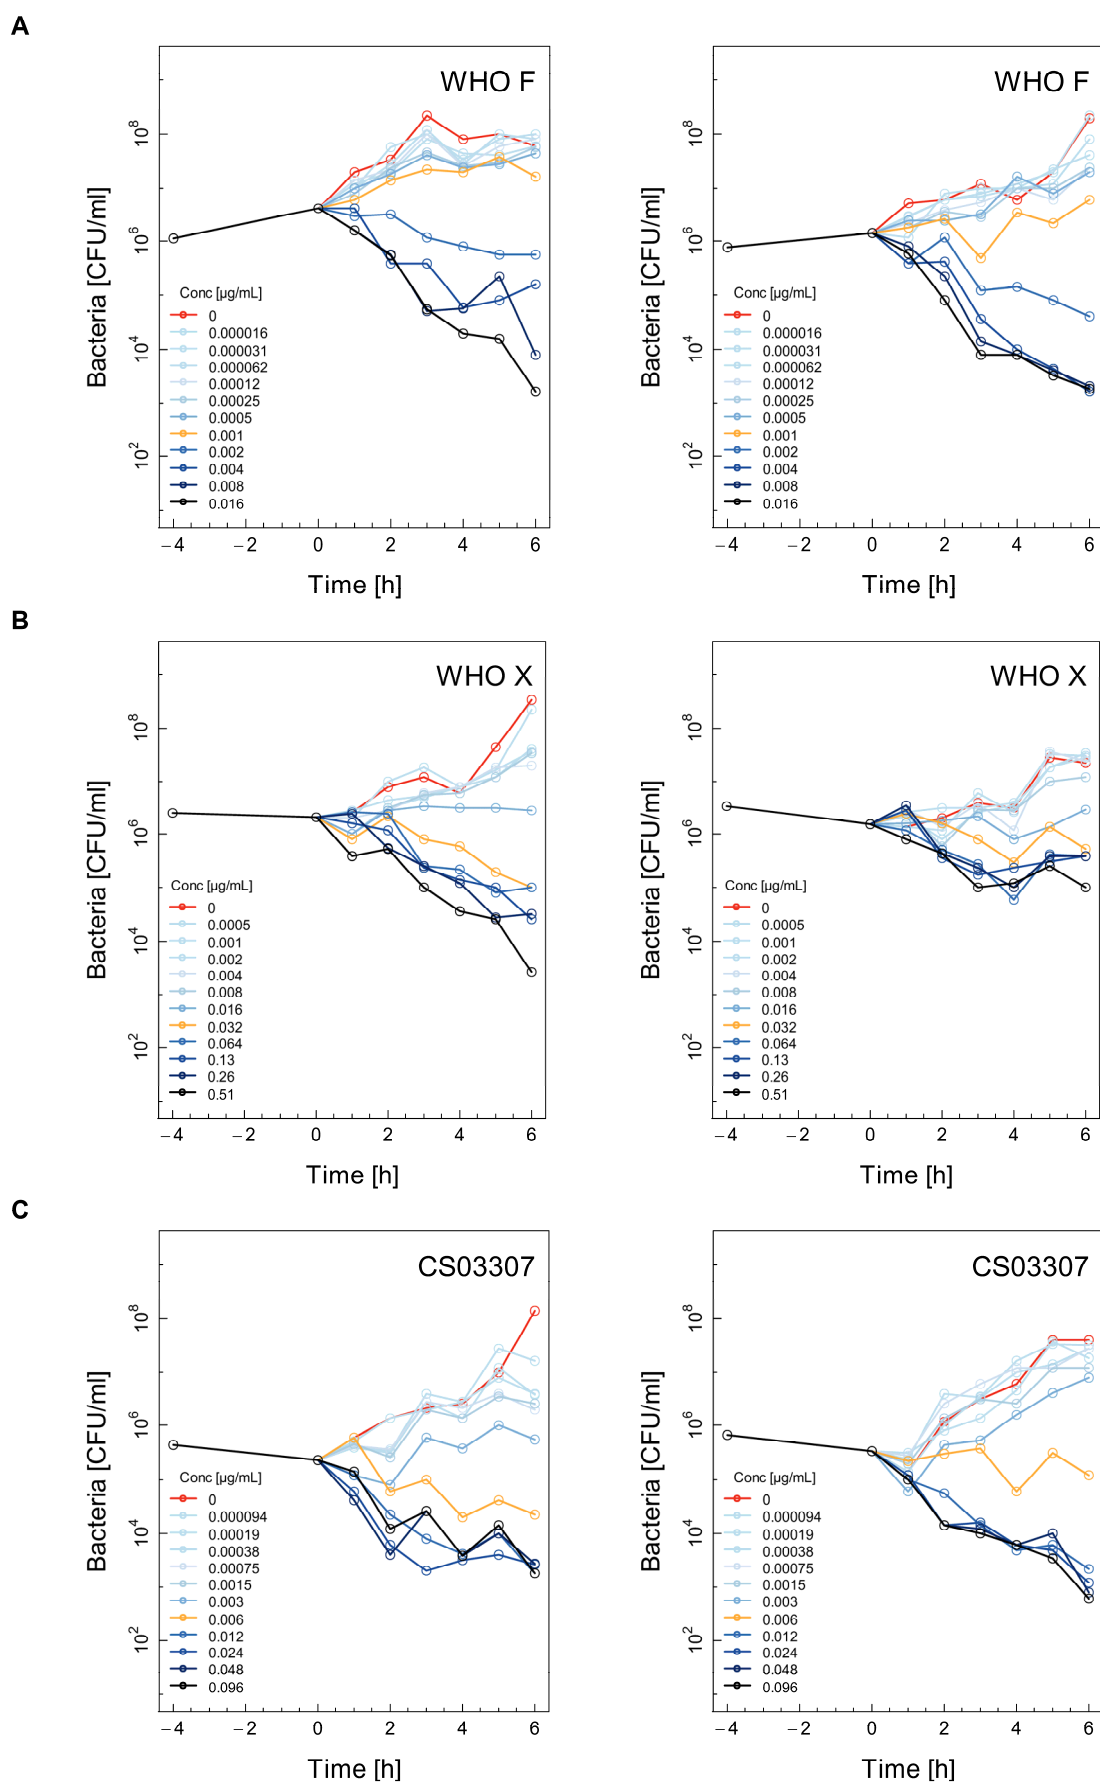 A
WHO F
Bacteria [CFU/ml]
10^8
10^6
10^4
10^2
Conc [µg/mL]
0
0.000016
0.000031
0.000062
0.00012
0.00025
0.0005
0.001
0.002
0.004
0.008
0.016
−4 −2 0 2 4 6
Time [h]
WHO F
Bacteria [CFU/ml]
10^8
10^6
10^4
10^2
Conc [µg/mL]
0
0.000016
0.000031
0.000062
0.00012
0.00025
0.0005
0.001
0.002
0.004
0.008
0.016
−4 −2 0 2 4 6
Time [h]
B
WHO X
Bacteria [CFU/ml]
10^8
10^6
10^4
10^2
Conc [µg/mL]
0
0.0005
0.001
0.002
0.004
0.008
0.016
0.032
0.064
0.13
0.26
0.51
−4 −2 0 2 4 6
Time [h]
WHO X
Bacteria [CFU/ml]
10^8
10^6
10^4
10^2
Conc [µg/mL]
0
0.0005
0.001
0.002
0.004
0.008
0.016
0.032
0.064
0.13
0.26
0.51
−4 −2 0 2 4 6
Time [h]
C
CS03307
Bacteria [CFU/ml]
10^8
10^6
10^4
10^2
Conc [µg/mL]
0
0.000094
0.00019
0.00038
0.00075
0.0015
0.003
0.006
0.012
0.024
0.048
0.096
−4 −2 0 2 4 6
Time [h]
CS03307
Bacteria [CFU/ml]
10^8
10^6
10^4
10^2
Conc [µg/mL]
0
0.000094
0.00019
0.00038
0.00075
0.0015
0.003
0.006
0.012
0.024
0.048
0.096
−4 −2 0 2 4 6
Time [h]